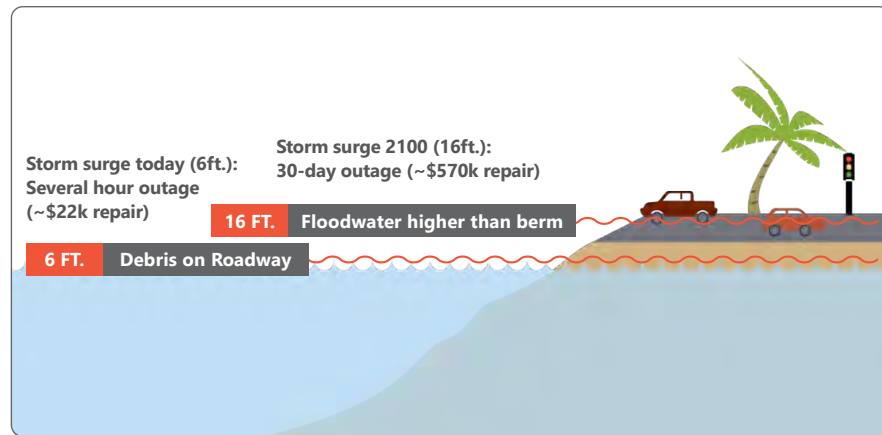 Storm surge today (6ft.):
Several hour outage
(~$22k repair)
Storm surge 2100 (16ft.):
30-day outage (~$570k repair)
16 FT. Floodwater higher than berm
6 FT. Debris on Roadway